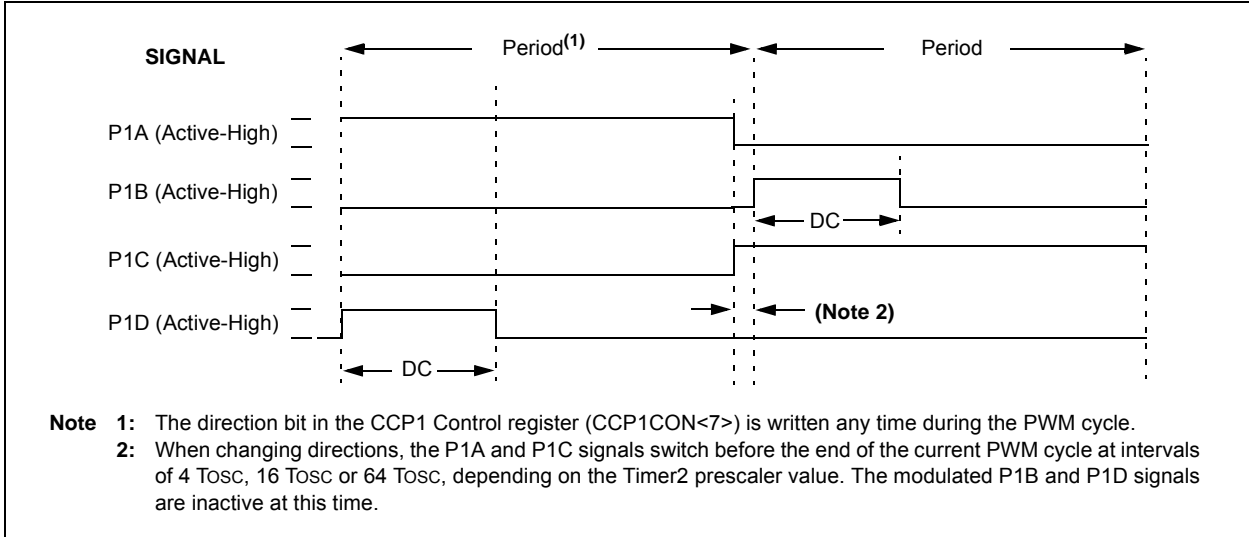 SIGNAL
Period(1)
Period
P1A (Active-High)
P1B (Active-High)
DC
P1C (Active-High)
P1D (Active-High)
(Note 2)
DC
Note 1: The direction bit in the CCP1 Control register (CCP1CON<7>) is written any time during the PWM cycle.
2: When changing directions, the P1A and P1C signals switch before the end of the current PWM cycle at intervals
of 4 TOSC, 16 TOSC or 64 TOSC, depending on the Timer2 prescaler value. The modulated P1B and P1D signals
are inactive at this time.